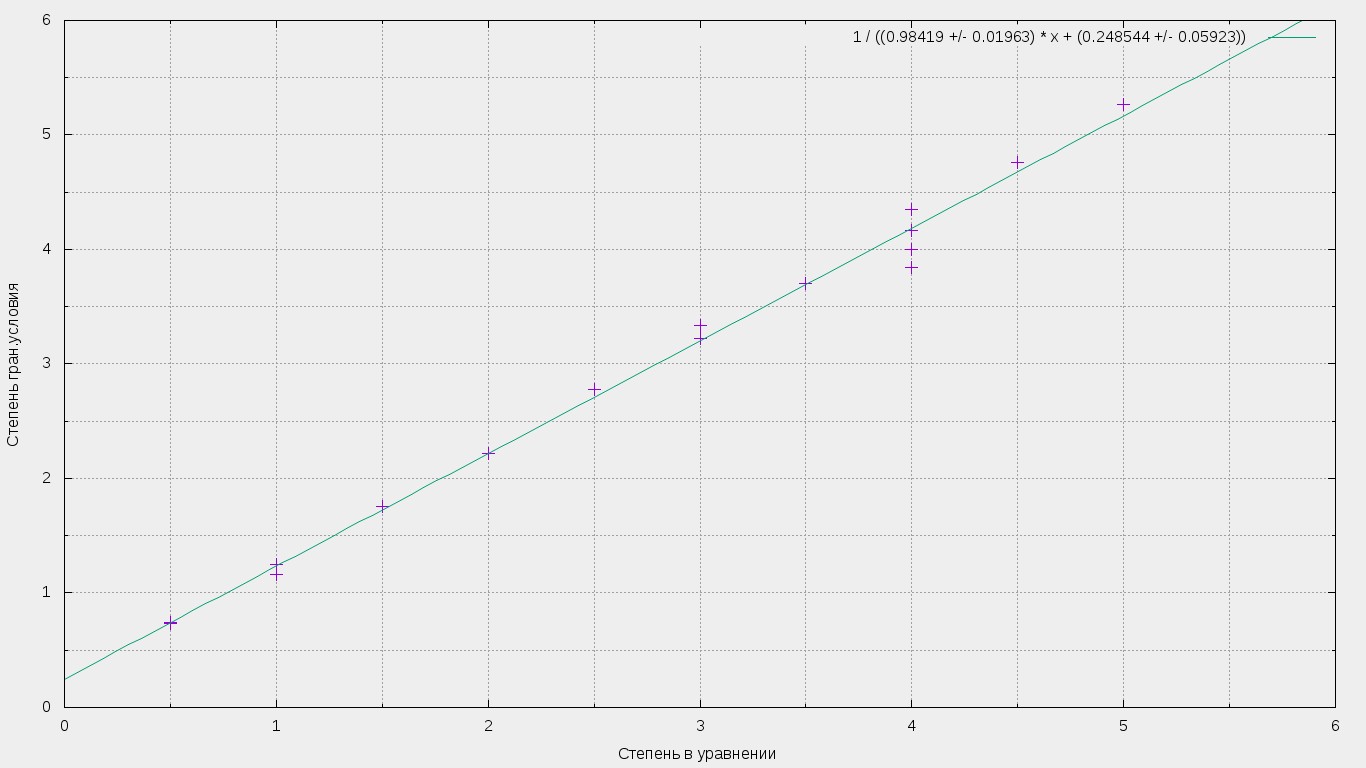 1 / ((0.98419 +/- 0.01963) * x + (0.248544 +/- 0.05923))
6
5
4
3
2
1
0
0 1 2 3 4 5 6
Степень гран.условия
Степень в уравнении